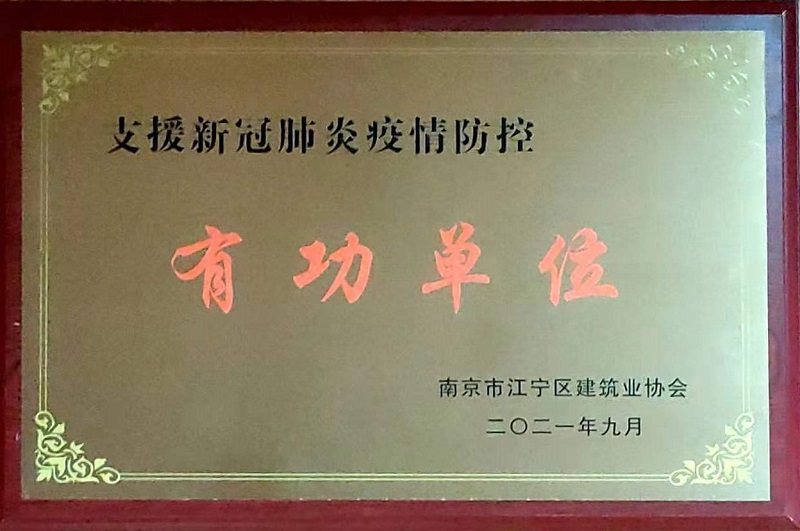 支援新冠肺炎疫情防控
有功单位
南京市江宁区建筑业协会
二〇二一年九月